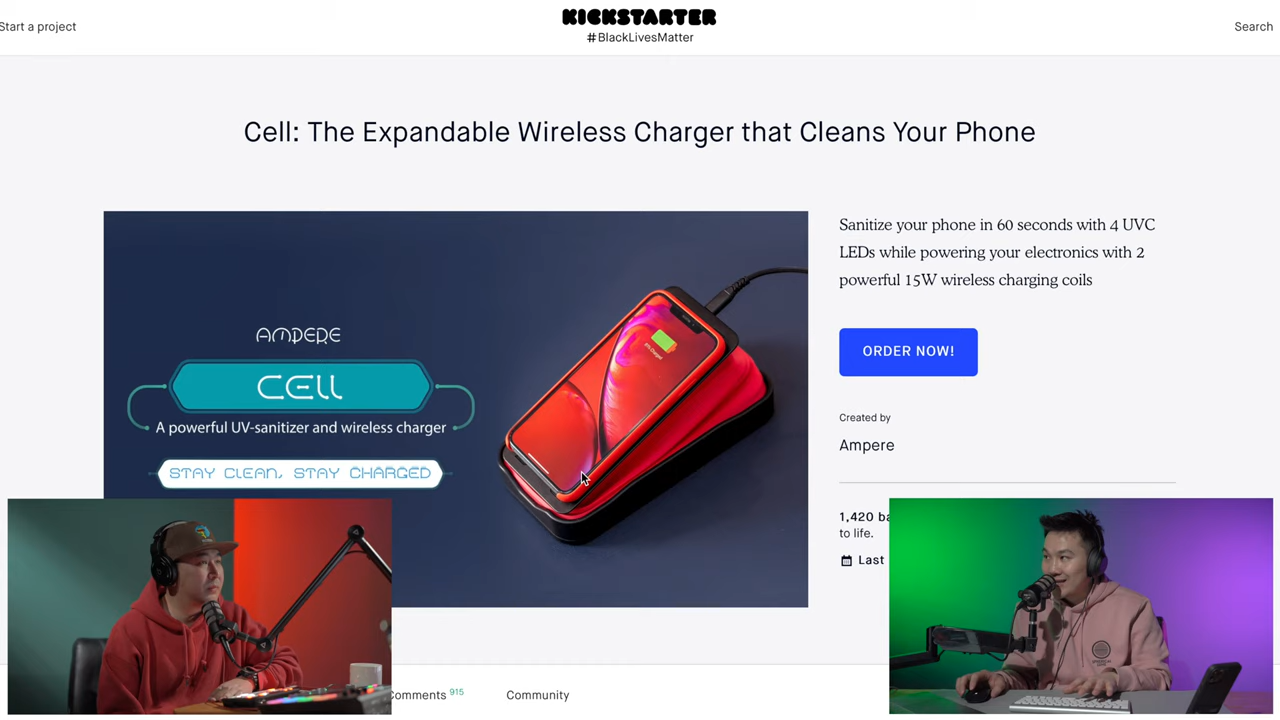 Start a project
KICKSTARTER
#BlackLivesMatter
Search
Cell: The Expandable Wireless Charger that Cleans Your Phone
AMPERE
CELL
A powerful UV-sanitizer and wireless charger
STAY CLEAN, STAY CHARGED
Sanitize your phone in 60 seconds with 4 UVC
LEDs while powering your electronics with 2
powerful 15W wireless charging coils
ORDER NOW!
Created by
Ampere
1,420 ba
to life.
Last
Comments 915
Community